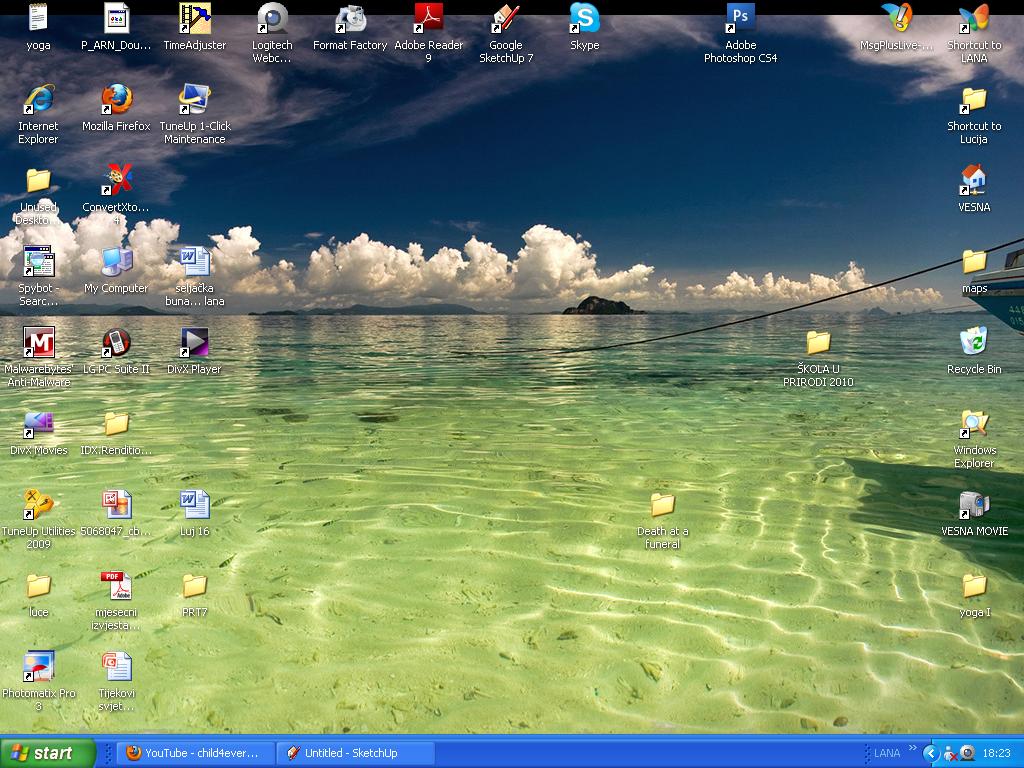 yoga
P_ARN_Dou...
TimeAdjuster
Logitech
Webc...
Format Factory
Adobe Reader
9
Google
SketchUp 7
Skype
Ps
Adobe
Photoshop CS4
MsgPlusLive-...
Shortcut to
LANA
Internet
Explorer
Mozilla Firefox
TuneUp 1-Click
Maintenance
Shortcut to
Lucija
Unused
Deskto...
ConvertXto...
4
VESNA
Spybot -
Searc...
My Computer
seljačka
buna... lana
maps
M
Malwarebytes'
Anti-Malware
LG PC Suite II
DivX Player
ŠKOLA U
PRIRODI 2010
Recycle Bin
DivX Movies
IDX.Renditio...
Windows
Explorer
TuneUp Utilities
2009
5068047_cb...
Luj 16
Death at a
funeral
VESNA MOVIE
luce
PDF
Adobe
mjesecni
izvjesta...
PRT7
yoga I
Photomatix Pro
3
Tijekovi
svjet...
start
YouTube - child4ever...
Untitled - SketchUp
LANA
18:23